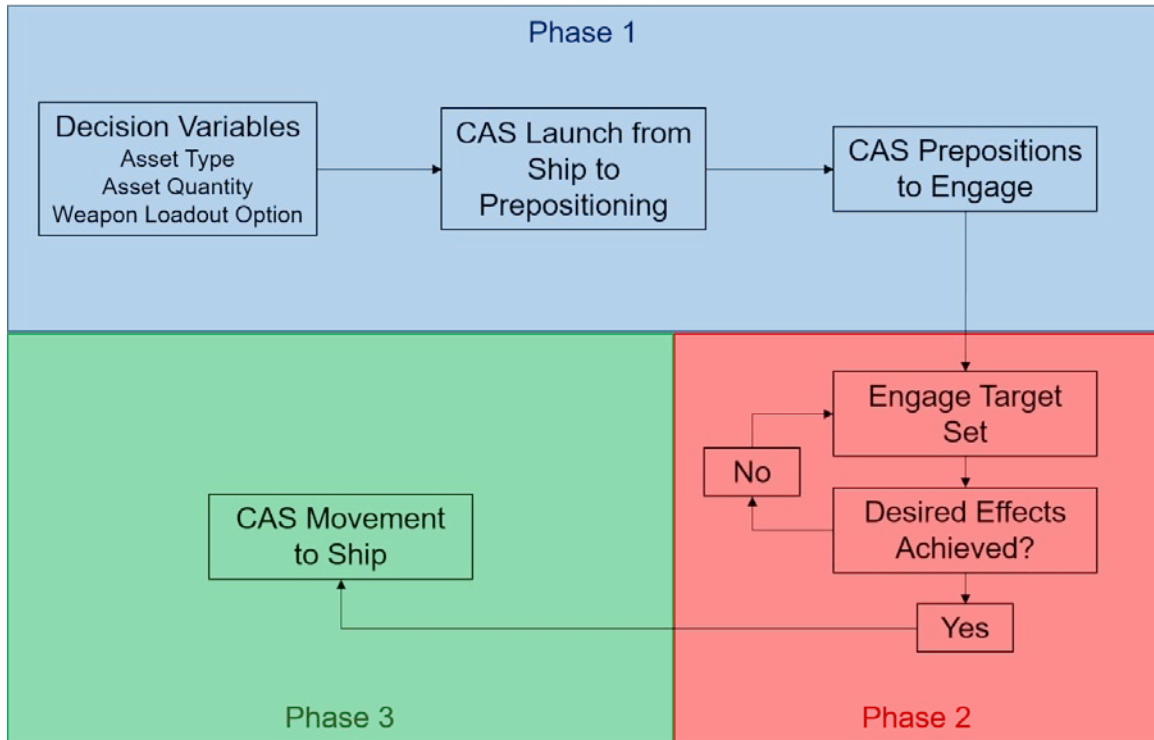 Phase 1
Decision Variables
Asset Type
Asset Quantity
Weapon Loadout Option
CAS Launch from
Ship to
Prepositioning
CAS Prepositions
to Engage
Engage Target
Set
No
Desired Effects
Achieved?
Yes
CAS Movement
to Ship
Phase 3
Phase 2